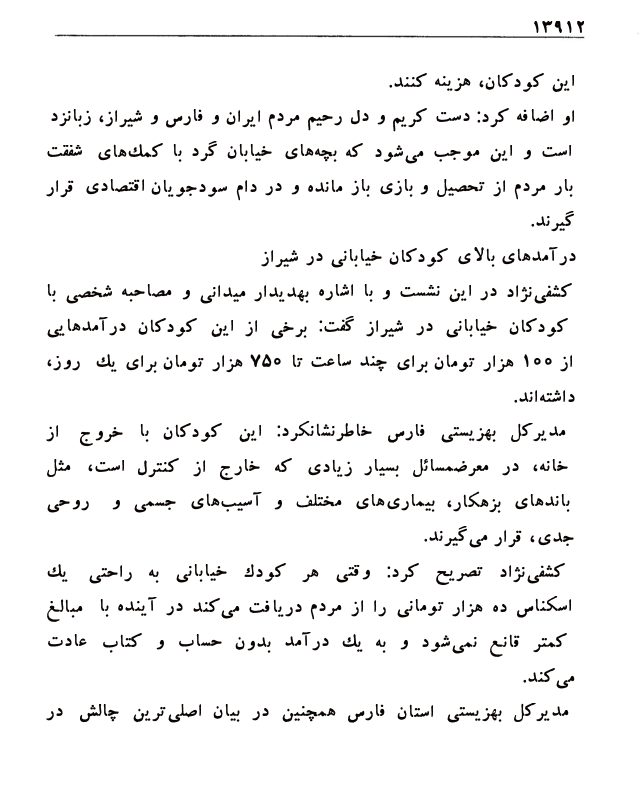 ۱۳۹۱۲
این کودکان، هزینه کنند.
او اضافه کرد: دست کریم و دل رحیم مردم ایران و فارس و شیراز، زبانزد
است و این موجب می‌شود که بچه‌های خیابان گرد با کمك‌های شفقت
بار مردم از تحصیل و بازی باز مانده و در دام سودجویان اقتصادی قرار
گیرند.
درآمدهای بالای کودکان خیابانی در شیراز
کشفی‌نژاد در این نشست و با اشاره بهدیدار میدانی و مصاحبه شخصی با
کودکان خیابانی در شیراز گفت: برخی از این کودکان درآمدهایی
از ۱۰۰ هزار تومان برای چند ساعت تا ۷۵۰ هزار تومان برای یك روز،
داشته‌اند.
مدیرکل بهزیستی فارس خاطرنشانکرد: این کودکان با خروج از
خانه، در معرضمسائل بسیار زیادی که خارج از کنترل است، مثل
باندهای بزهکار، بیماری‌های مختلف و آسیب‌های جسمی و روحی
جدی، قرار می‌گیرند.
کشفی‌نژاد تصریح کرد: وقتی هر کودك خیابانی به راحتی یك
اسکناس ده هزار تومانی را از مردم دریافت می‌کند در آینده با مبالغ
کمتر قانع نمی‌شود و به یك درآمد بدون حساب و کتاب عادت
می‌کند.
مدیرکل بهزیستی استان فارس همچنین در بیان اصلی‌ترین چالش در